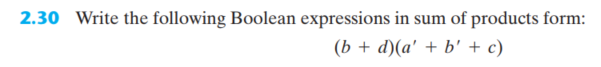 2.30 Write the following Boolean expressions in sum of products form:
(b + d)(a′ + b′ + c)